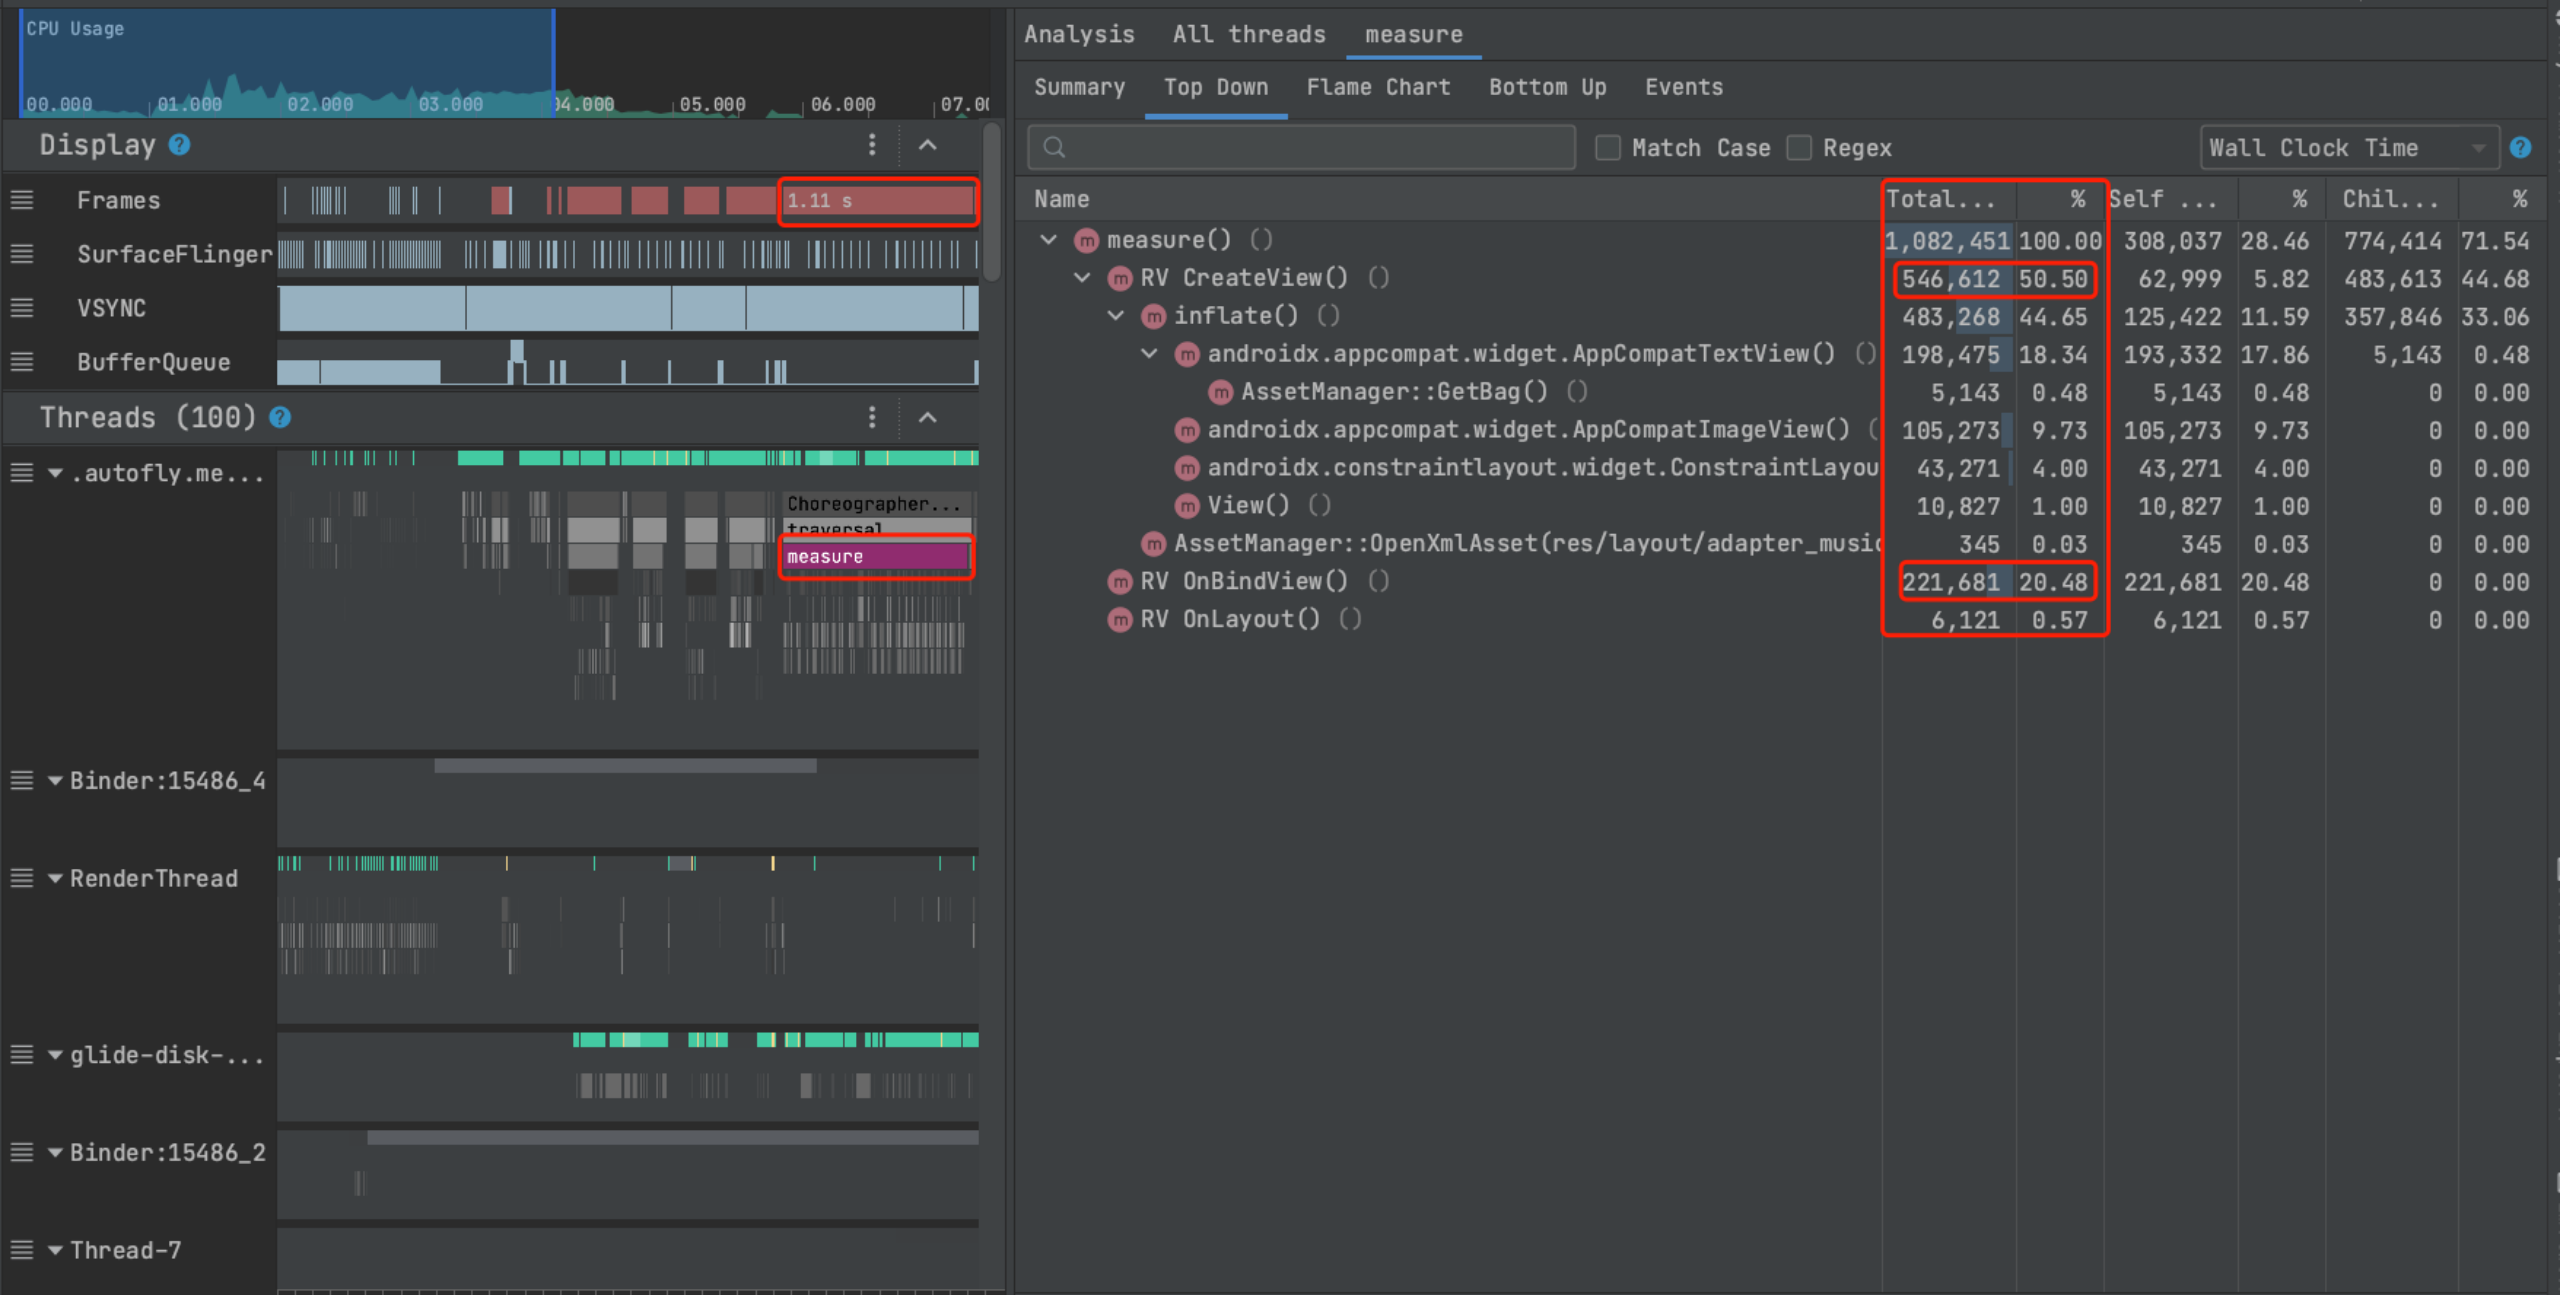 CPU Usage
00.000 01.000 02.000 03.000 04.000 05.000 06.000
Display
Frames 1.11 s
SurfaceFlinger
VSYNC
BufferQueue
Threads (100)
.autofly.me...
Choreographer...
traversal
measure
Binder:15486_4
RenderThread
glide-disk-...
Binder:15486_2
Thread-7
Analysis All threads measure
Summary Top Down Flame Chart Bottom Up Events
Match Case Regex Wall Clock Time
Name Total... % Self ... % Chil... %
m measure() () 1,082,451 100.00 308,037 28.46 774,414 71.54
m RV CreateView() () 546,612 50.50 62,999 5.82 483,613 44.68
m inflate() () 483,268 44.65 125,422 11.59 357,846 33.06
m androidx.appcompat.widget.AppCompatTextView() () 198,475 18.34 193,332 17.86 5,143 0.48
m AssetManager::GetBag() () 5,143 0.48 5,143 0.48 0 0.00
m androidx.appcompat.widget.AppCompatImageView() ( 105,273 9.73 105,273 9.73 0 0.00
m androidx.constraintlayout.widget.ConstraintLayou 43,271 4.00 43,271 4.00 0 0.00
m View() () 10,827 1.00 10,827 1.00 0 0.00
m AssetManager::OpenXmlAsset(res/layout/adapter_music 345 0.03 345 0.03 0 0.00
m RV OnBindView() () 221,681 20.48 221,681 20.48 0 0.00
m RV OnLayout() () 6,121 0.57 6,121 0.57 0 0.00